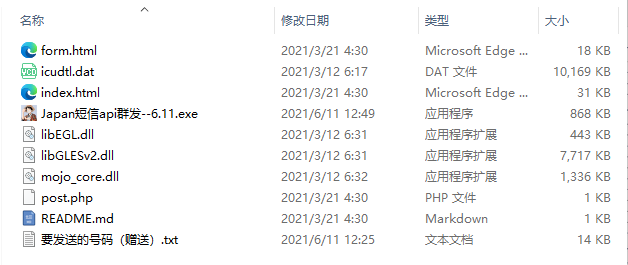 名称 修改日期 类型 大小
form.html 2021/3/21 4:30 Microsoft Edge ... 18 KB
icudtl.dat 2021/3/12 6:17 DAT 文件 10,169 KB
index.html 2021/3/21 4:30 Microsoft Edge ... 31 KB
Japan短信api群发--6.11.exe 2021/6/11 12:49 应用程序 868 KB
libEGL.dll 2021/3/12 6:31 应用程序扩展 443 KB
libGLESv2.dll 2021/3/12 6:31 应用程序扩展 7,717 KB
mojo_core.dll 2021/3/12 6:32 应用程序扩展 1,336 KB
post.php 2021/3/21 4:30 PHP 文件 1 KB
README.md 2021/3/21 4:30 Markdown 1 KB
要发送的号码（赠送）.txt 2021/6/11 12:25 文本文档 14 KB